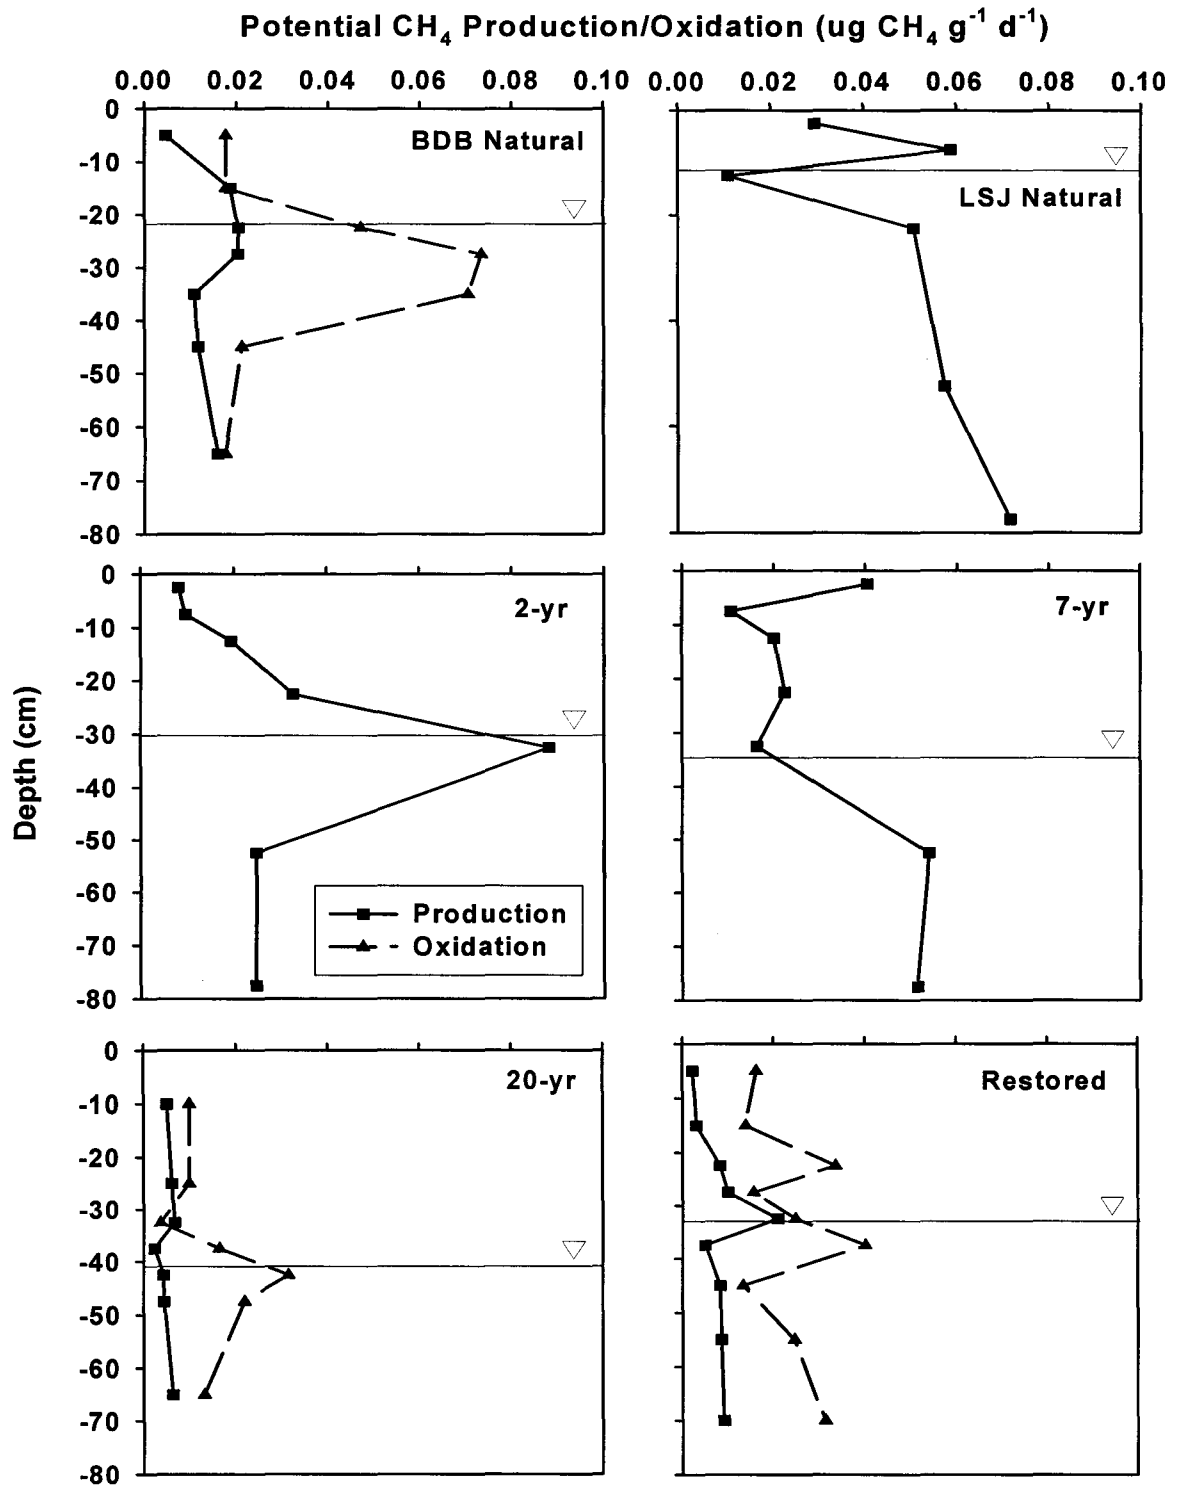 Potential CH₄ Production/Oxidation (ug CH₄ g⁻¹ d⁻¹)
0.00 0.02 0.04 0.06 0.08 0.10 0.00 0.02 0.04 0.06 0.08 0.10
0
BDB Natural
-10
LSJ Natural
-20
-30
-40
-50
-60
-70
-80
0
2-yr
7-yr
-10
-20
-30
Depth (cm)
-40
-50
-60
Production
-70
Oxidation
-80
0
20-yr
Restored
-10
-20
-30
-40
-50
-60
-70
-80